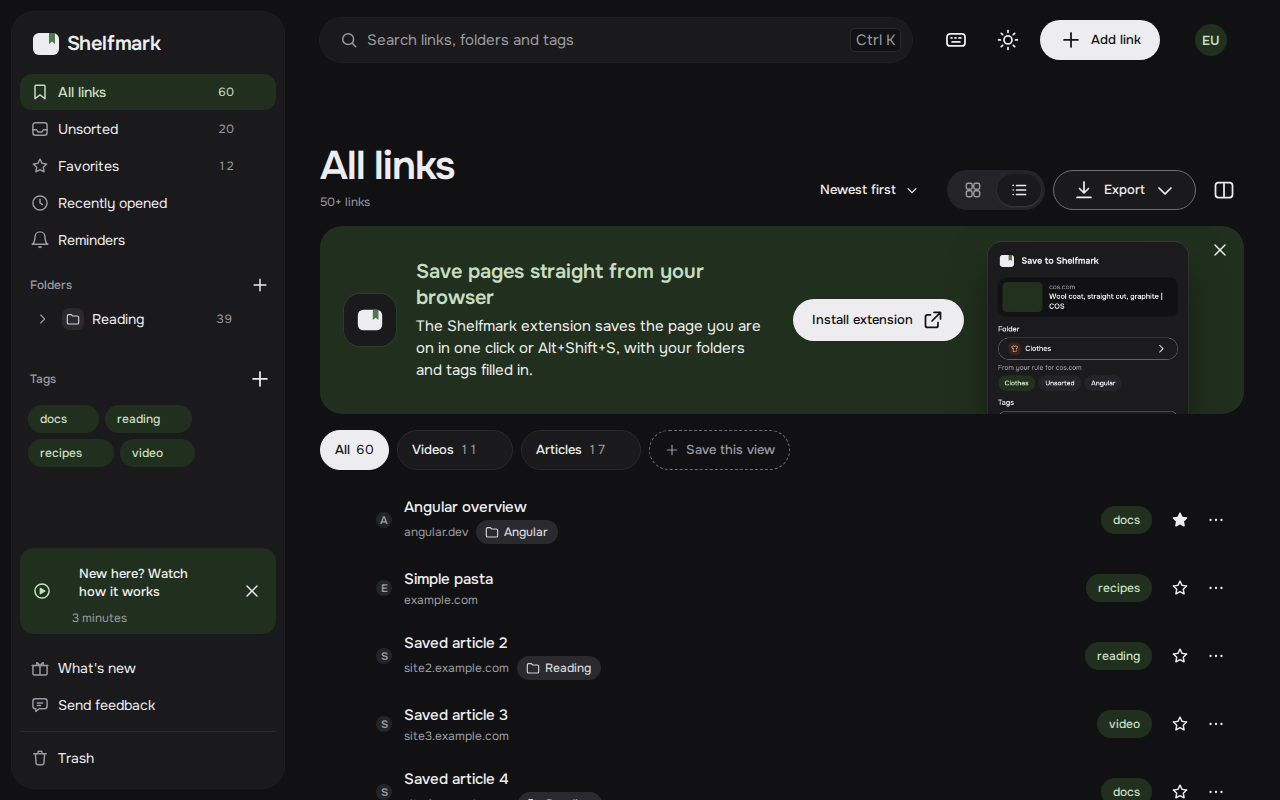 Shelfmark
All links 60
Unsorted 20
Favorites 12
Recently opened
Reminders
Folders
Reading 39
Tags
docs reading
recipes video
New here? Watch
how it works
3 minutes
What's new
Send feedback
Trash
Search links, folders and tags Ctrl K
Add link
EU
All links
50+ links
Newest first
Export
Save pages straight from your
browser
The Shelfmark extension saves the page you are
on in one click or Alt+Shift+S, with your folders
and tags filled in.
Install extension
Save to Shelfmark
cos.com
Wool coat, straight cut, graphite |
COS
Folder
Clothes
From your rule for cos.com
Clothes Unsorted Angular
Tags
All 60
Videos 11
Articles 17
Save this view
A
Angular overview
angular.dev Angular
docs
E
Simple pasta
example.com
recipes
S
Saved article 2
site2.example.com Reading
reading
S
Saved article 3
site3.example.com
video
S
Saved article 4
docs